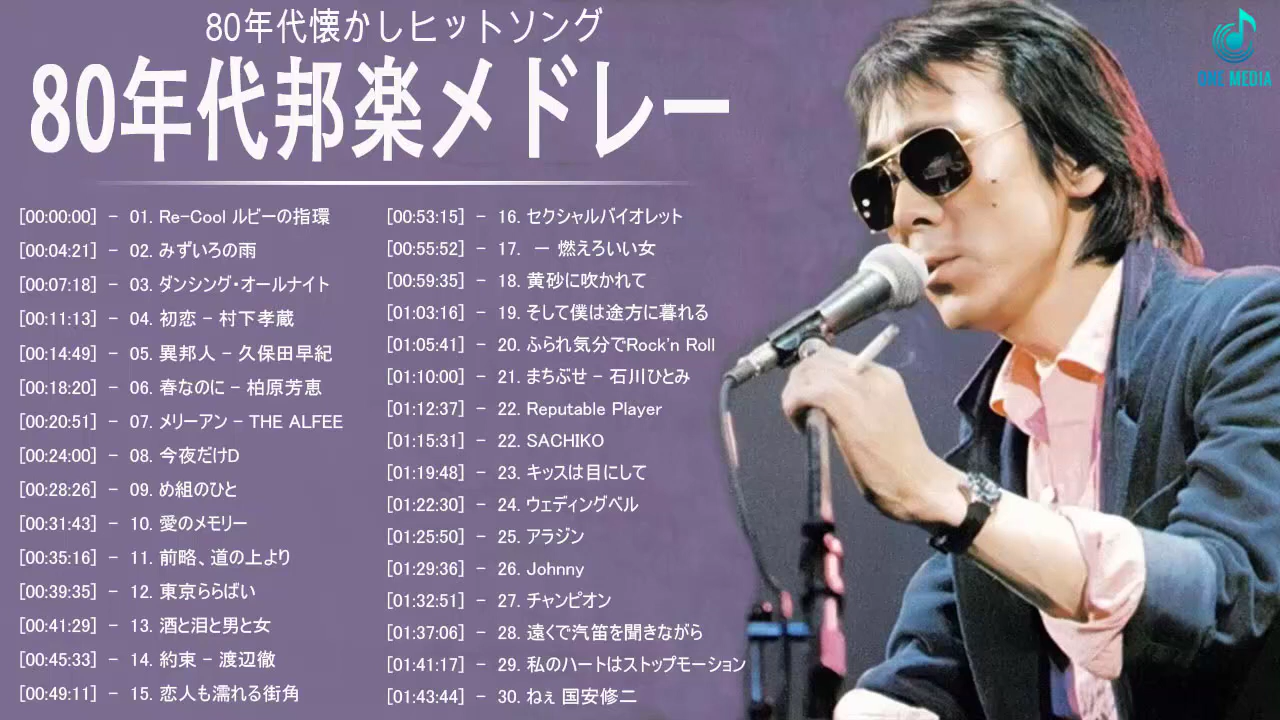 80年代懐かしヒットソング
80年代邦楽メドレー
ONE MEDIA
[00:00:00] - 01. Re-Cool ルビーの指環
[00:04:21] - 02. みずいろの雨
[00:07:18] - 03. ダンシング・オールナイト
[00:11:13] - 04. 初恋 - 村下孝蔵
[00:14:49] - 05. 異邦人 - 久保田早紀
[00:18:20] - 06. 春なのに - 柏原芳恵
[00:20:51] - 07. メリーアン - THE ALFEE
[00:24:00] - 08. 今夜だけD
[00:28:26] - 09. め組のひと
[00:31:43] - 10. 愛のメモリー
[00:35:16] - 11. 前略、道の上より
[00:39:35] - 12. 東京ららばい
[00:41:29] - 13. 酒と泪と男と女
[00:45:33] - 14. 約束 - 渡辺徹
[00:49:11] - 15. 恋人も濡れる街角
[00:53:15] - 16. セクシャルバイオレット
[00:55:52] - 17. ー 燃えろいい女
[00:59:35] - 18. 黄砂に吹かれて
[01:03:16] - 19. そして僕は途方に暮れる
[01:05:41] - 20. ふられ気分でRock'n Roll
[01:10:00] - 21. まちぶせ - 石川ひとみ
[01:12:37] - 22. Reputable Player
[01:15:31] - 22. SACHIKO
[01:19:48] - 23. キッスは目にして
[01:22:30] - 24. ウェディングベル
[01:25:50] - 25. アラジン
[01:29:36] - 26. Johnny
[01:32:51] - 27. チャンピオン
[01:37:06] - 28. 遠くで汽笛を聞きながら
[01:41:17] - 29. 私のハートはストップモーション
[01:43:44] - 30. ねぇ 国安修二